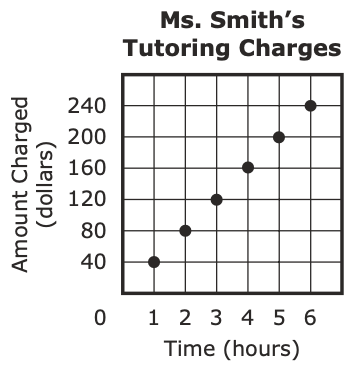 Ms. Smith’s
Tutoring Charges
Amount Charged
(dollars)
240
200
160
120
80
40
0 1 2 3 4 5 6
Time (hours)